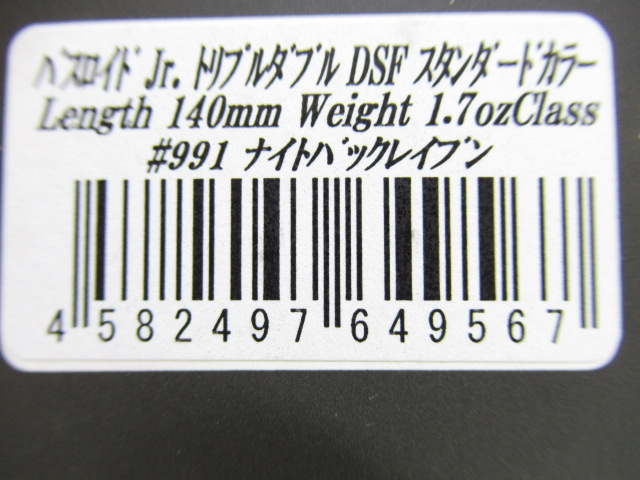 バスロイド Jr. トリプルダブル DSF スタンダードカラー
Length 140mm Weight 1.7ozClass
#991 ナイトバックレイブン
4 582497 649567